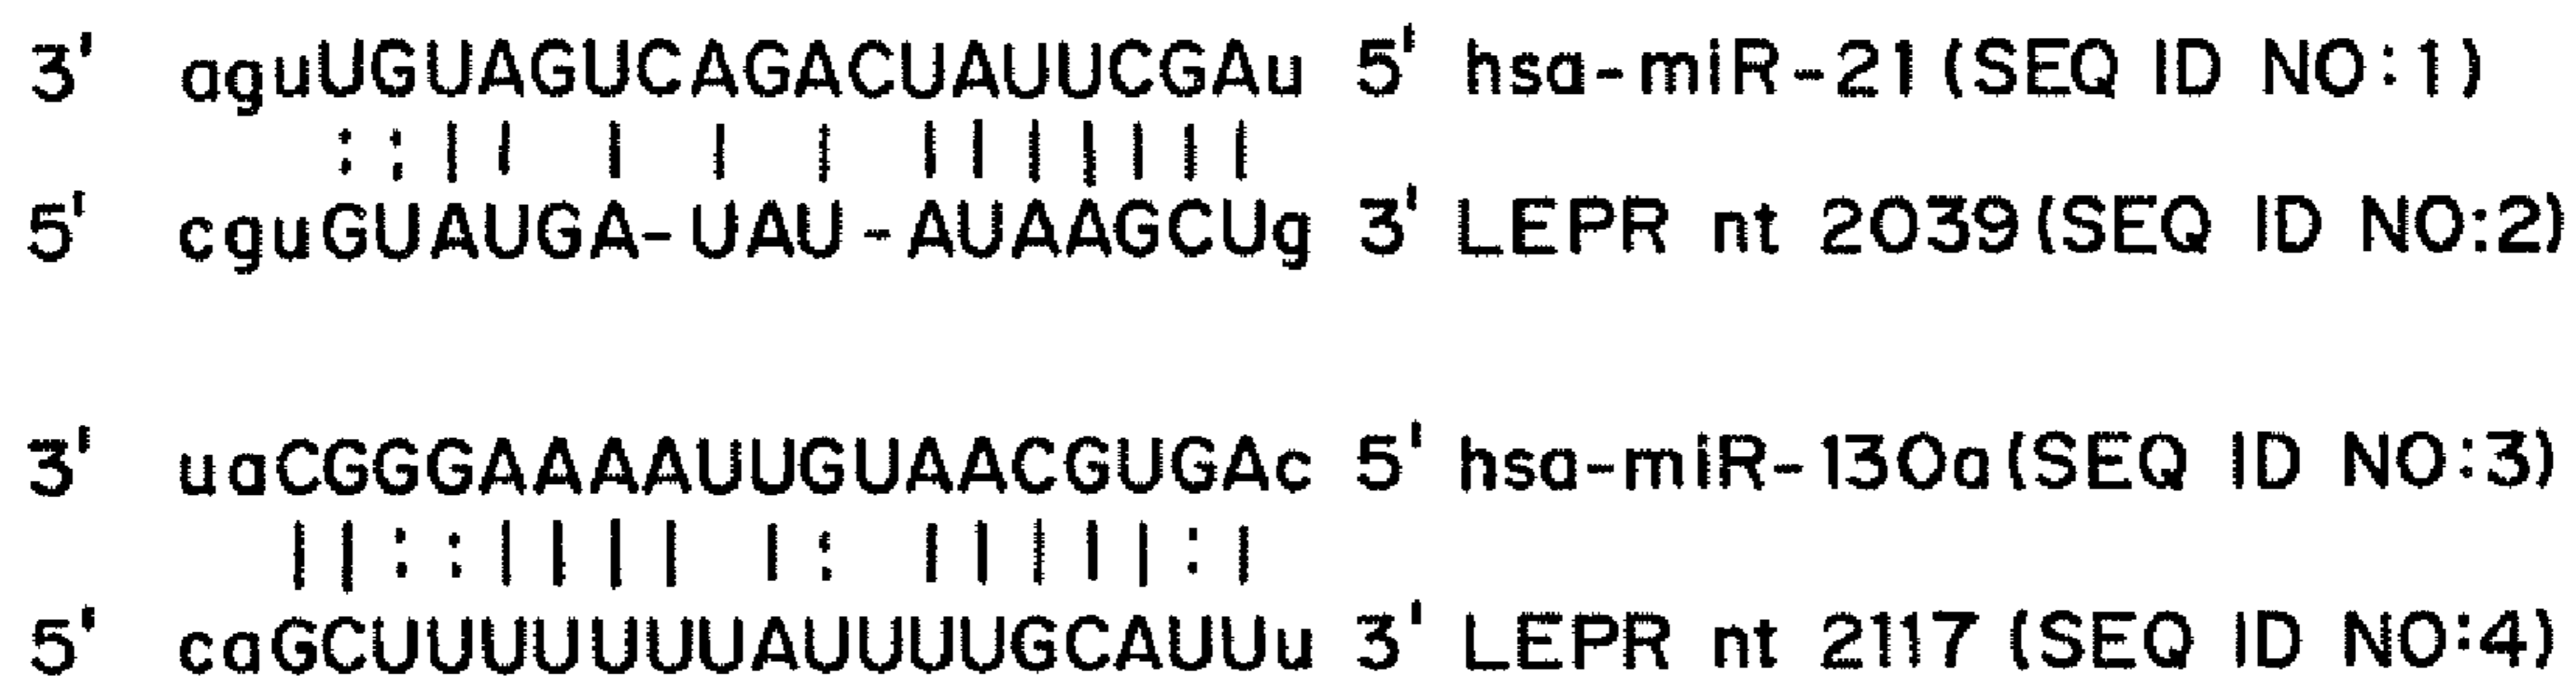 3' aguUGUAGUCAGACUAUUCGAu 5' hsa-miR-21 (SEQ ID NO:1)
: : | | | | | | | | | | | |
5' cguGUAUGA-UAU-AUAAGCUg 3' LEPR nt 2039 (SEQ ID NO:2)
3' uaCGGGAAAAUUGUAACGUGAc 5' hsa-miR-130a (SEQ ID NO:3)
| | : : | | | | | : | | | | | : |
5' caGCUUUUUUUAUUUUGCAUUu 3' LEPR nt 2117 (SEQ ID NO:4)